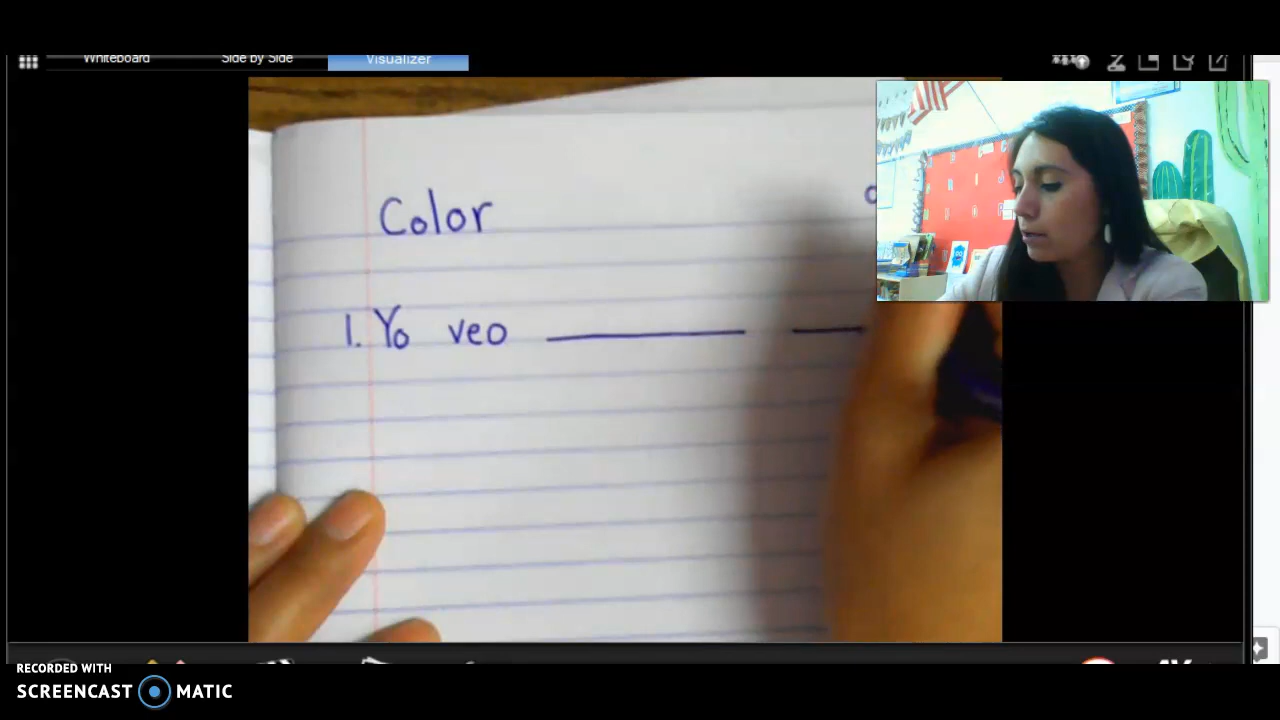 Whiteboard Side by Side Visualizer
Color
1. Yo veo
RECORDED WITH
SCREENCAST MATIC